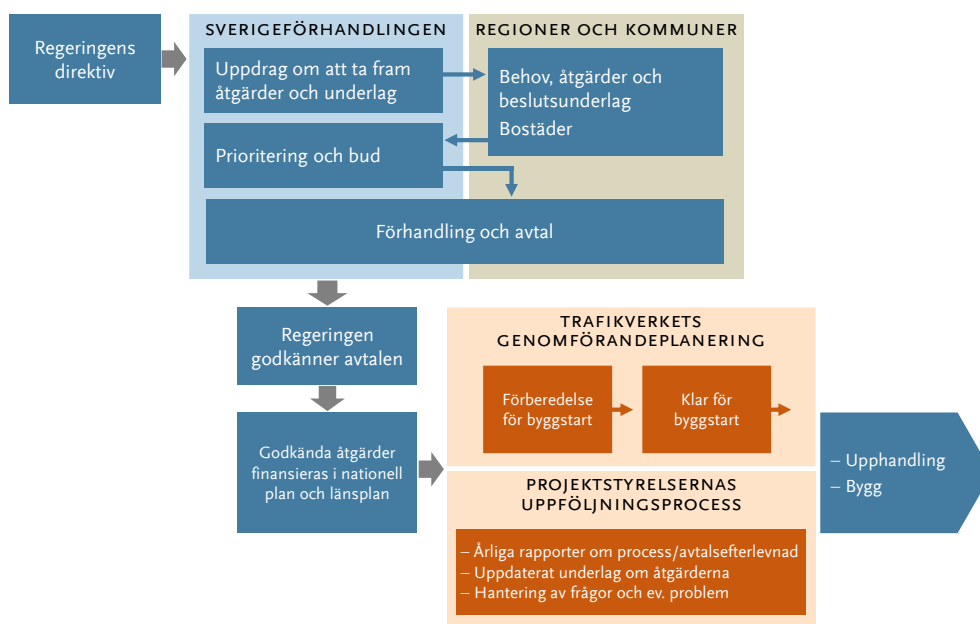 Regeringens
direktiv
SVERIGEFÖRHANDLINGEN
REGIONER OCH KOMMUNER
Uppdrag om att ta fram
åtgärder och underlag
Behov, åtgärder och
beslutsunderlag
Bostäder
Prioritering och bud
Förhandling och avtal
Regeringen
godkänner avtalen
Godkända åtgärder
finansieras i nationell
plan och länsplan
TRAFIKVERKETS
GENOMFÖRANDEPLANERING
Förberedelse
för byggstart
Klar för
byggstart
PROJEKTSTYRELSERNAS
UPPFÖLJNINGSPROCESS
– Årliga rapporter om process/avtalsefterlevnad
– Uppdaterat underlag om åtgärderna
– Hantering av frågor och ev. problem
– Upphandling
– Bygg